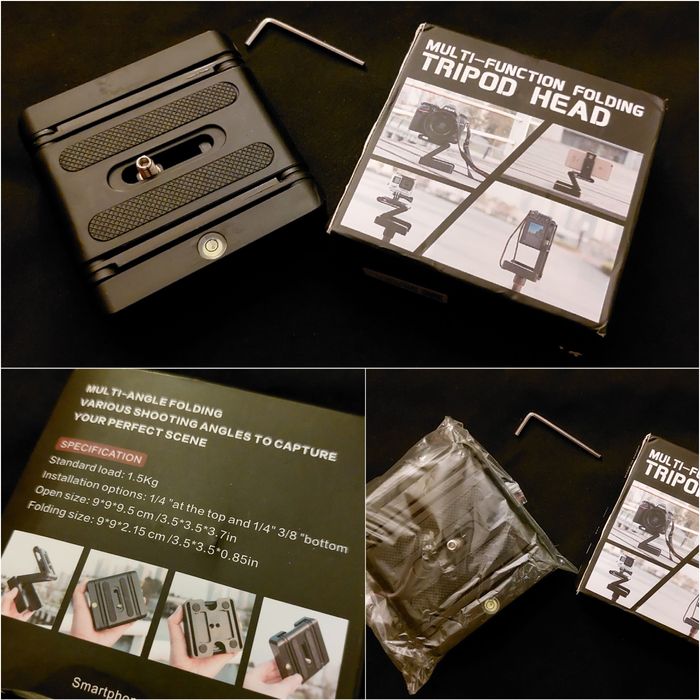 MULTI-FUNCTION FOLDING
TRIPOD HEAD
MULTI-ANGLE FOLDING
VARIOUS SHOOTING ANGLES TO CAPTURE
YOUR PERFECT SCENE
SPECIFICATION
Standard load: 1.5Kg
Installation options: 1/4 "at the top and 1/4" 3/8 "bottom
Open size: 9*9*9.5 cm /3.5*3.5*3.7in
Folding size: 9*9*2.15 cm /3.5*3.5*0.85in
Smartpho
MULTI-F
TRIPO